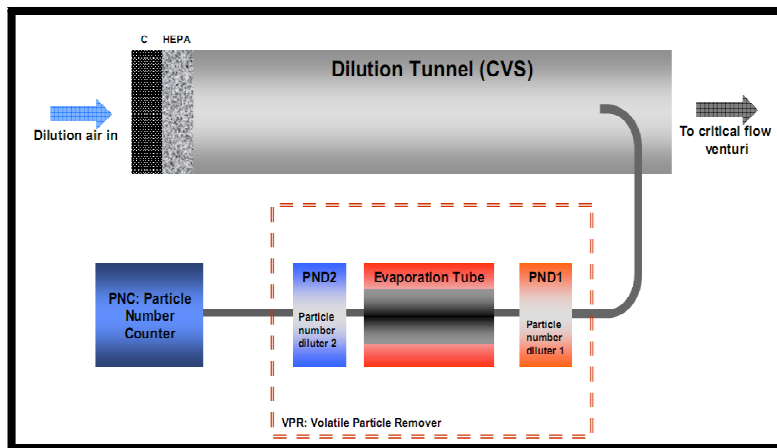 C HEPA
Dilution Tunnel (CVS)
Dilution air in
To critical flow
venturi
PNC: Particle
Number
Counter
PND2
Particle
number
diluter 2
Evaporation Tube
PND1
Particle
number
diluter 1
VPR: Volatile Particle Remover